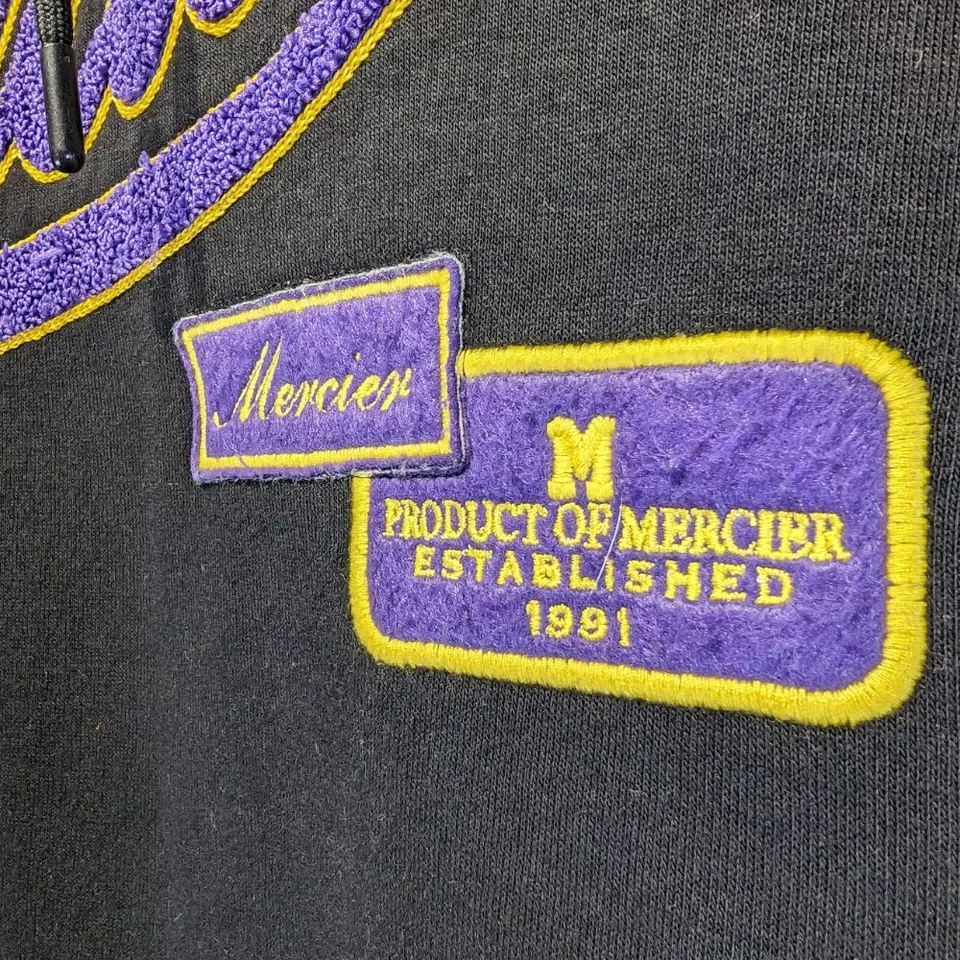 Mercier
M
PRODUCT OF MERCIER
ESTABLISHED
1991